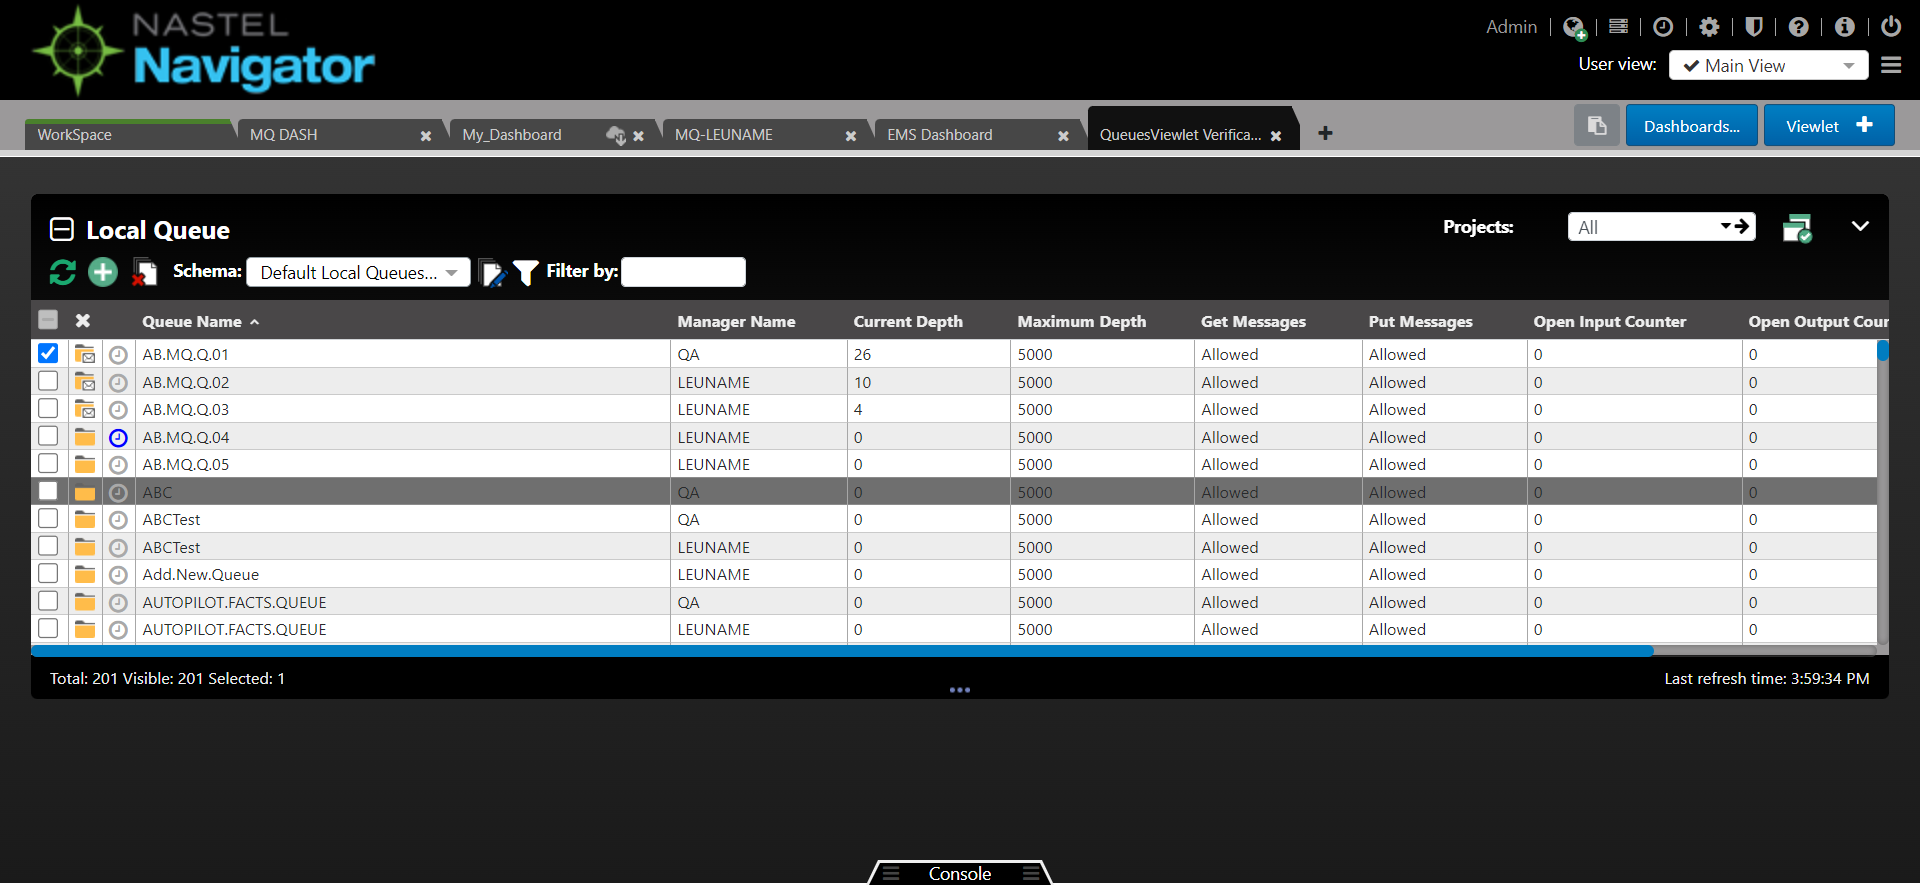 NASTEL
Navigator
Admin
User view: Main View
WorkSpace MQ DASH My_Dashboard MQ-LEUNAME EMS Dashboard QueuesViewlet Verifica... Dashboards... Viewlet
Local Queue Projects: All
Schema: Default Local Queues... Filter by:
Queue Name Manager Name Current Depth Maximum Depth Get Messages Put Messages Open Input Counter Open Output Coun
AB.MQ.Q.01 QA 26 5000 Allowed Allowed 0 0
AB.MQ.Q.02 LEUNAME 10 5000 Allowed Allowed 0 0
AB.MQ.Q.03 LEUNAME 4 5000 Allowed Allowed 0 0
AB.MQ.Q.04 LEUNAME 0 5000 Allowed Allowed 0 0
AB.MQ.Q.05 LEUNAME 0 5000 Allowed Allowed 0 0
ABC QA 0 5000 Allowed Allowed 0 0
ABCTest QA 0 5000 Allowed Allowed 0 0
ABCTest LEUNAME 0 5000 Allowed Allowed 0 0
Add.New.Queue LEUNAME 0 5000 Allowed Allowed 0 0
AUTOPILOT.FACTS.QUEUE QA 0 5000 Allowed Allowed 0 0
AUTOPILOT.FACTS.QUEUE LEUNAME 0 5000 Allowed Allowed 0 0
Total: 201 Visible: 201 Selected: 1 Last refresh time: 3:59:34 PM
Console